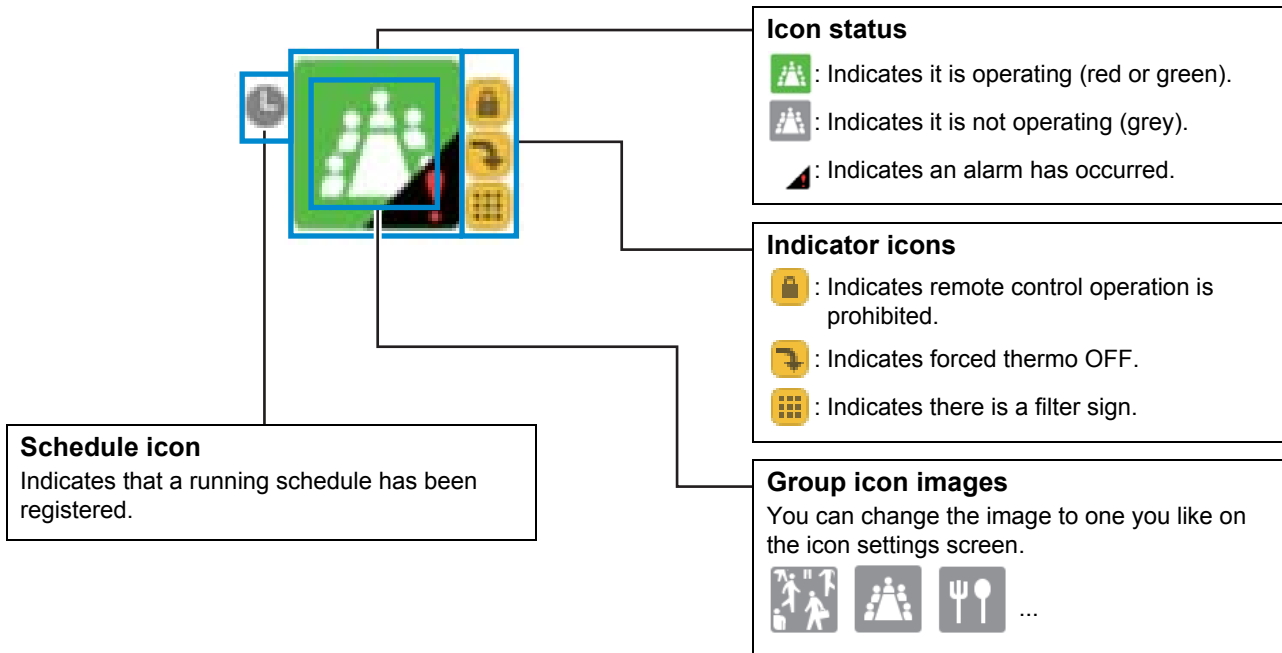 Icon status
: Indicates it is operating (red or green).
: Indicates it is not operating (grey).
: Indicates an alarm has occurred.
Indicator icons
: Indicates remote control operation is
prohibited.
: Indicates forced thermo OFF.
: Indicates there is a filter sign.
Schedule icon
Indicates that a running schedule has been
registered.
Group icon images
You can change the image to one you like on
the icon settings screen.
...